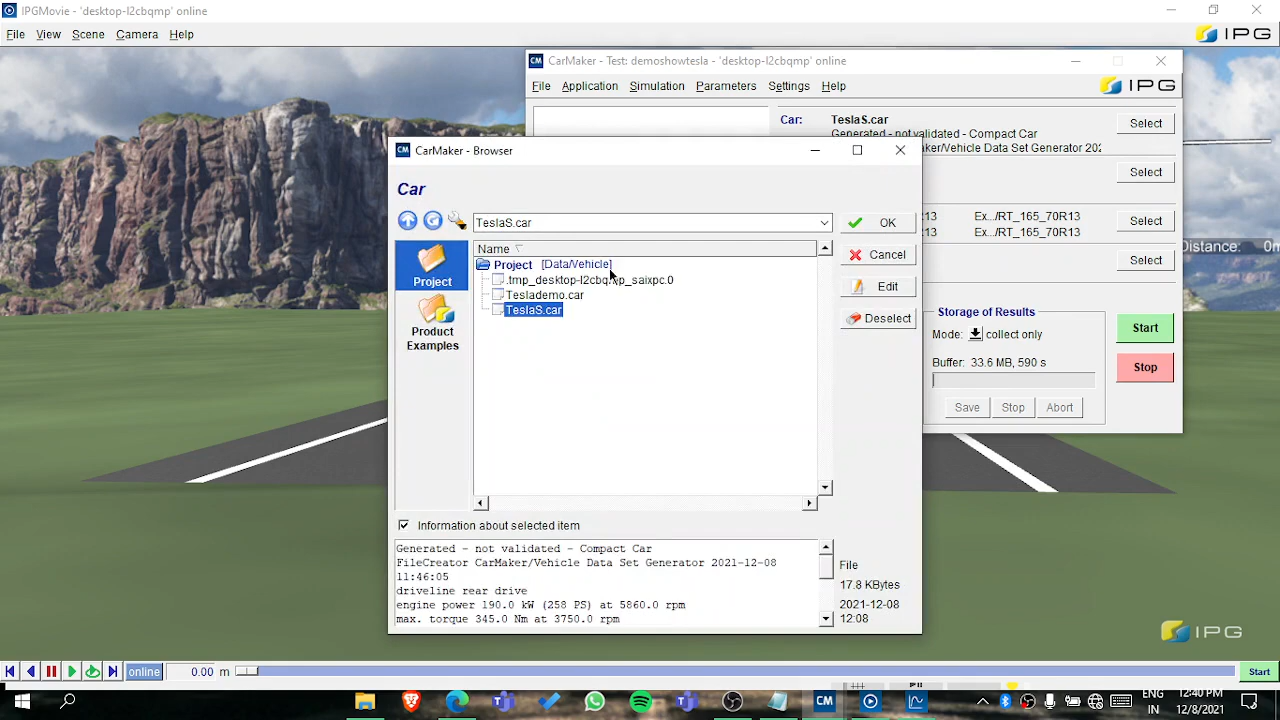 IPGMovie - 'desktop-l2cbqmp' online
File View Scene Camera Help
IPG
CarMaker - Test: demoshowtesla - 'desktop-l2cbqmp' online
File Application Simulation Parameters Settings Help
IPG
Car: TeslaS.car
Generated - not validated - Compact Car
Select
Select
Ex../RT_165_70R13
Ex../RT_165_70R13
Select
Select
Distance: 0m
CarMaker - Browser
Car
TeslaS.car
OK
Name
Project [Data/Vehicle]
Cancel
Teslademo.car
Edit
TeslaS.car
Deselect
Project
Product
Examples
Storage of Results
Mode: collect only
Start
Buffer: 33.6 MB, 590 s
Stop
Save Stop Abort
Information about selected item
Generated - not validated - Compact Car
FileCreator CarMaker/Vehicle Data Set Generator 2021-12-08
11:46:05
driveline rear drive
engine power 190.0 kW (258 PS) at 5860.0 rpm
max. torque 345.0 Nm at 3750.0 rpm
File
17.8 KBytes
2021-12-08
12:08
IPG
online 0.00 m Start
ENG
IN
12:40 PM
12/8/2021